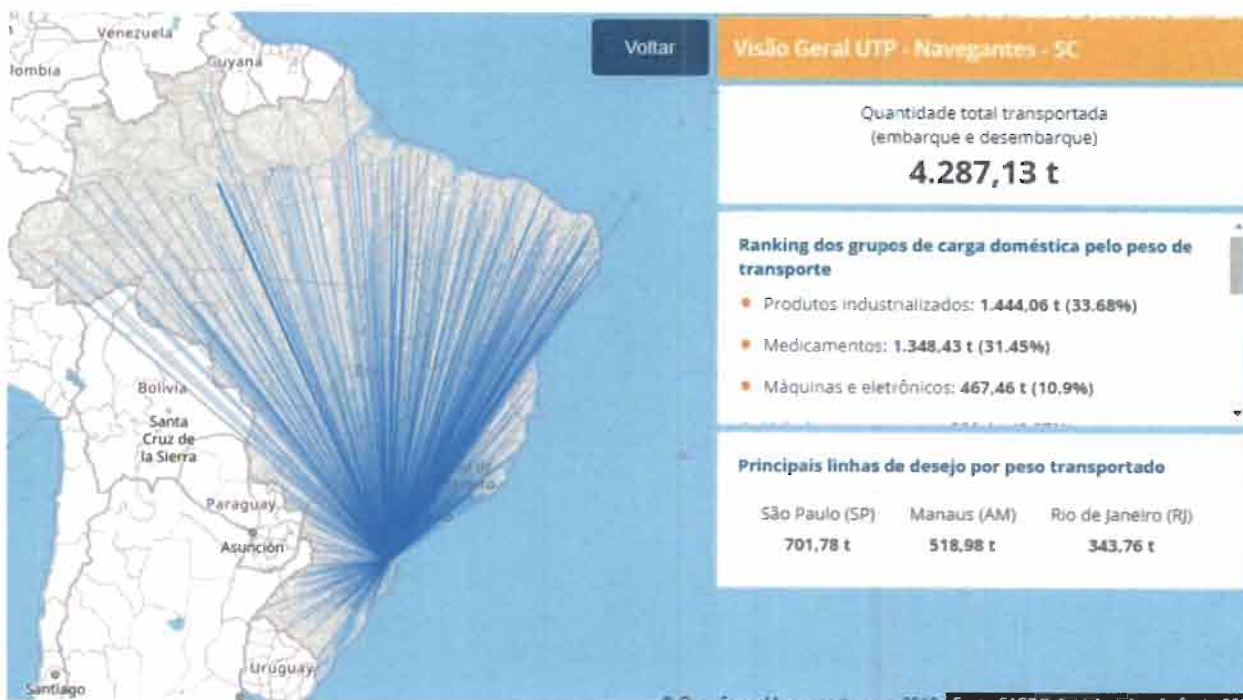 Venezuela
lombia
Guyana
Bolivia
Santa
Cruz de
la Sierra
Paraguay
Asunción
Uruguay
Santiago
Voltar
Visão Geral UTP - Navegantes - SC
Quantidade total transportada
(embarque e desembarque)
4.287,13 t
Ranking dos grupos de carga doméstica pelo peso de
transporte
Produtos industrializados: 1.444,06 t (33.68%)
Medicamentos: 1.348,43 t (31.45%)
Máquinas e eletrônicos: 467,46 t (10.9%)
Principais linhas de desejo por peso transportado
São Paulo (SP) Manaus (AM) Rio de Janeiro (RJ)
701,78 t 518,98 t 343,76 t